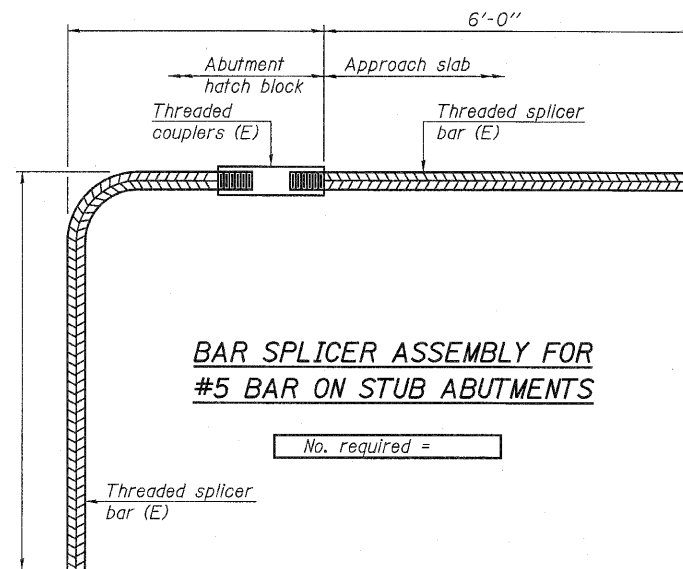 6'-0"
Abutment
hatch block
Approach slab
Threaded
couplers (E)
Threaded splicer
bar (E)
BAR SPLICER ASSEMBLY FOR
#5 BAR ON STUB ABUTMENTS
No. required =
Threaded splicer
bar (E)